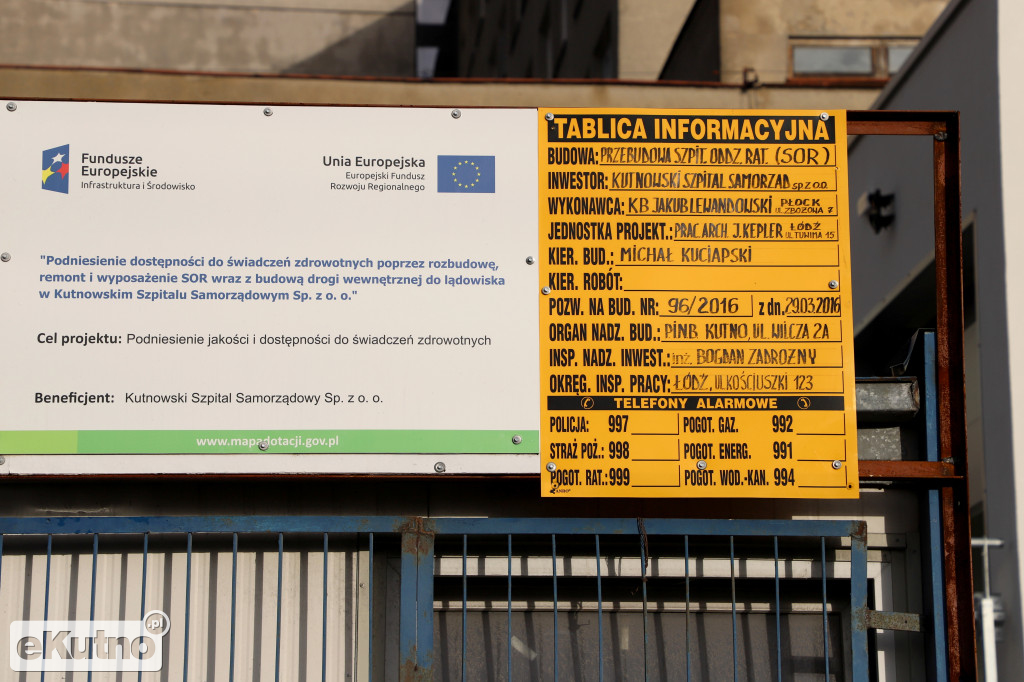 Fundusze
Europejskie
Infrastruktura i Środowisko
Unia Europejska
Europejski Fundusz
Rozwoju Regionalnego
"Podniesienie dostępności do świadczeń zdrowotnych poprzez rozbudowę,
remont i wyposażenie SOR wraz z budową drogi wewnętrznej do lądowiska
w Kutnowskim Szpitalu Samorządowym Sp. z o. o."
Cel projektu: Podniesienie jakości i dostępności do świadczeń zdrowotnych
Beneficjent: Kutnowski Szpital Samorządowy Sp. z o. o.
www.mapadotacji.gov.pl
TABLICA INFORMACYJNA
BUDOWA: PRZEBUDOWA SZPIT. ODDZ. RAT. (SOR)
INWESTOR: KUTNOWSKI SZPITAL SAMORZĄD SP. Z O.O.
WYKONAWCA: KB JAKUB LEWANDOWSKI PŁOCK UL. ZBOŻOWA 7
JEDNOSTKA PROJEKT.: PRAC. ARCH. J. KEPLER ŁÓDŹ UL. TUWIMA 15
KIER. BUD.: MICHAŁ KUCIAPSKI
KIER. ROBÓT:
POZW. NA BUD. NR: 96/2016 z dn. 29.03.2016
ORGAN NADZ. BUD.: PINB KUTNO, UL. WILCZA 2A
INSP. NADZ. INWEST.: inż. BOGDAN ZADROŻNY
OKRĘG. INSP. PRACY: ŁÓDŹ, UL KOŚCIUSZKI 123
TELEFONY ALARMOWE
POLICJA: 997 POGOT. GAZ. 992
STRAŻ POŻ.: 998 POGOT. ENERG. 991
POGOT. RAT.: 999 POGOT. WOD.-KAN. 994
eKutno.pl